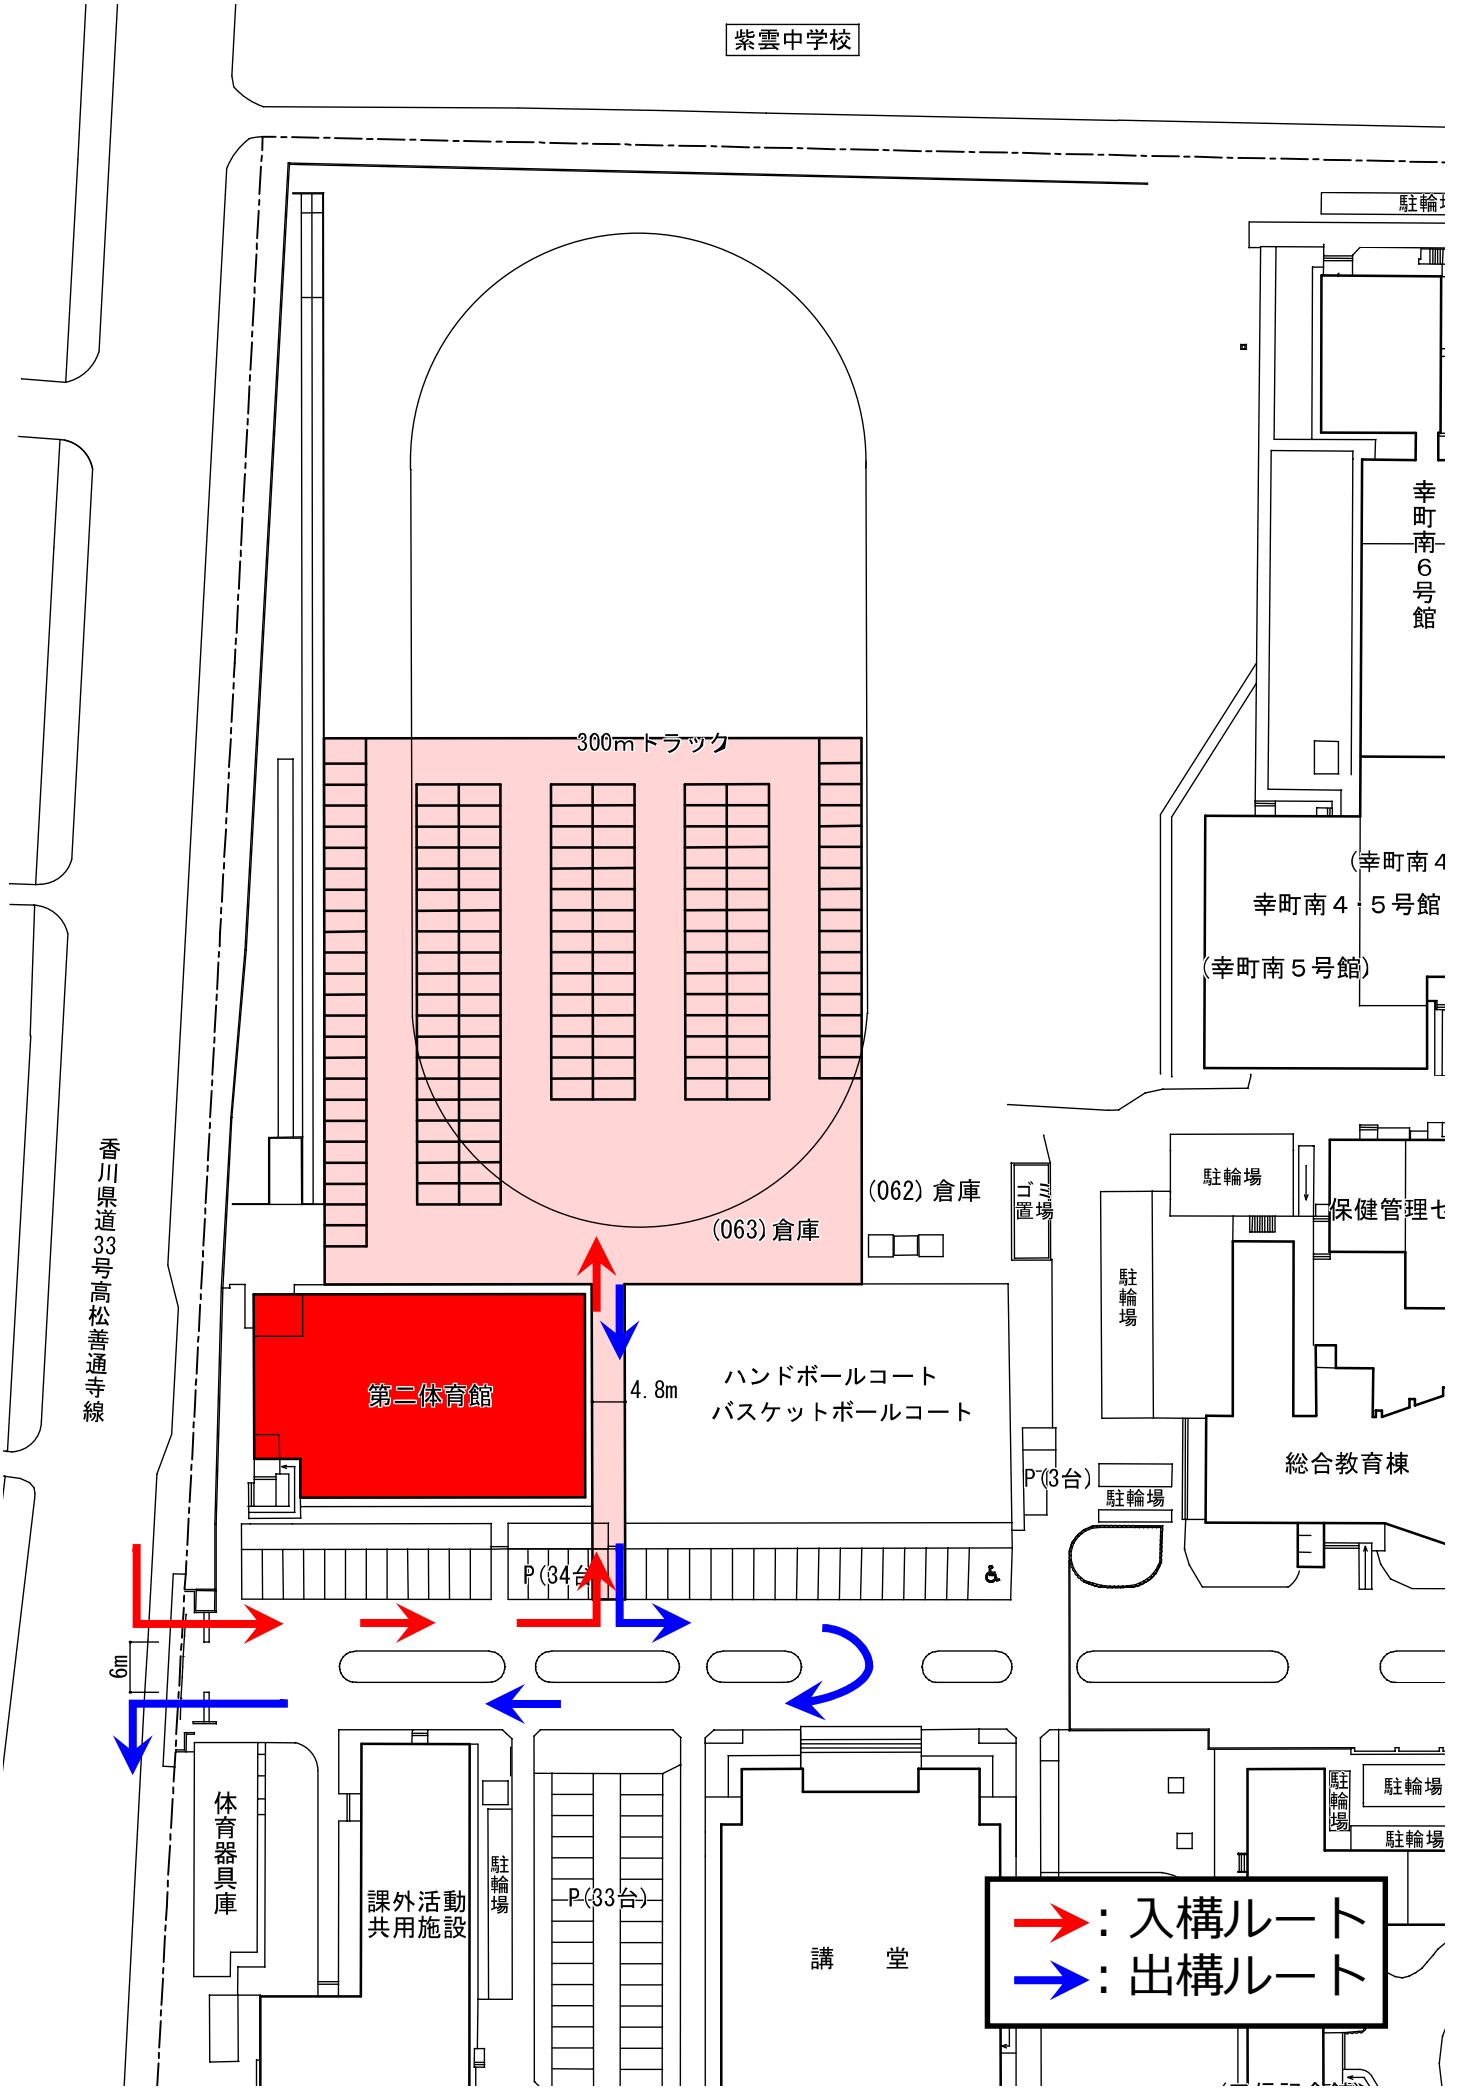 紫雲中学校
駐輪
幸町南６号館
300ｍトラック
(幸町南４
幸町南４・５号館
(幸町南５号館)
香川県道33号高松善通寺線
(062) 倉庫
(063) 倉庫
ゴミ置場
駐輪場
保健管理セ
駐輪場
第二体育館
4.8m
ハンドボールコート
バスケットボールコート
P(3台)
駐輪場
総合教育棟
P(34台
6m
体育器具庫
課外活動
共用施設
駐輪場
P(33台)
講　堂
駐輪場
駐輪場
駐輪場
：入構ルート
：出構ルート